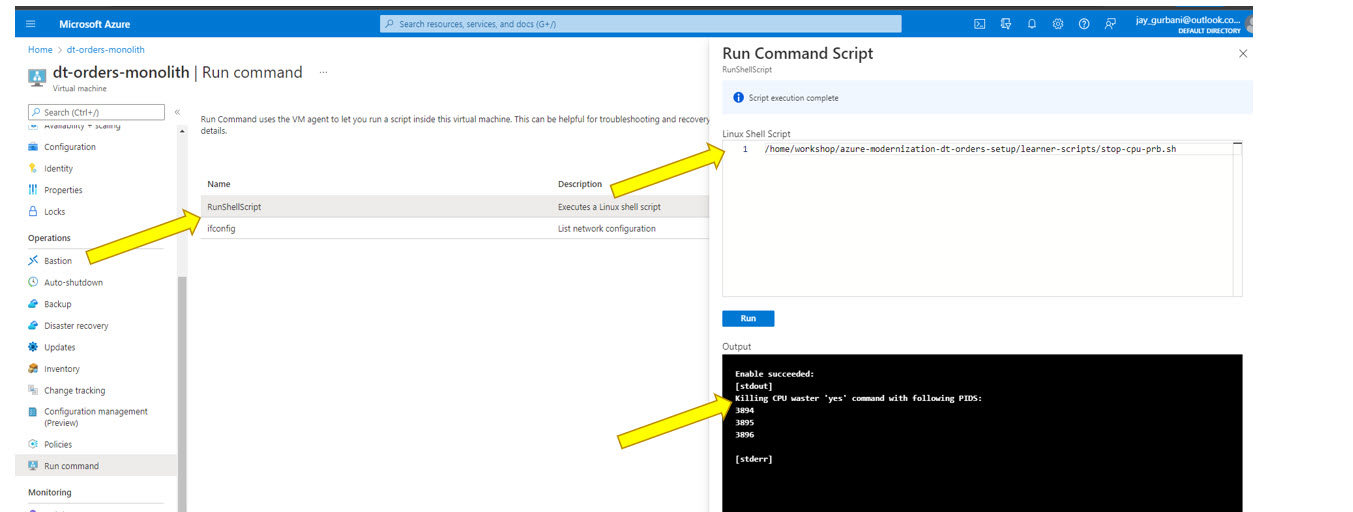 Microsoft Azure
Search resources, services, and docs (G+/)
jay_gurbani@outlook.co...
DEFAULT DIRECTORY
Home > dt-orders-monolith
dt-orders-monolith | Run command ...
Virtual machine
Search (Ctrl+/)
«
Availability + scaling
Configuration
Identity
Properties
Locks
Operations
Bastion
Auto-shutdown
Backup
Disaster recovery
Updates
Inventory
Change tracking
Configuration management
(Preview)
Policies
Run command
Monitoring
Run Command uses the VM agent to let you run a script inside this virtual machine. This can be helpful for troubleshooting and recovery
details.
Name Description
RunShellScript Executes a Linux shell script
ifconfig List network configuration
Run Command Script
RunShellScript
Script execution complete
Linux Shell Script
1 /home/workshop/azure-modernization-dt-orders-setup/learner-scripts/stop-cpu-prb.sh
Run
Output
Enable succeeded:
[stdout]
Killing CPU waster 'yes' command with following PIDS:
3894
3895
3896
[stderr]